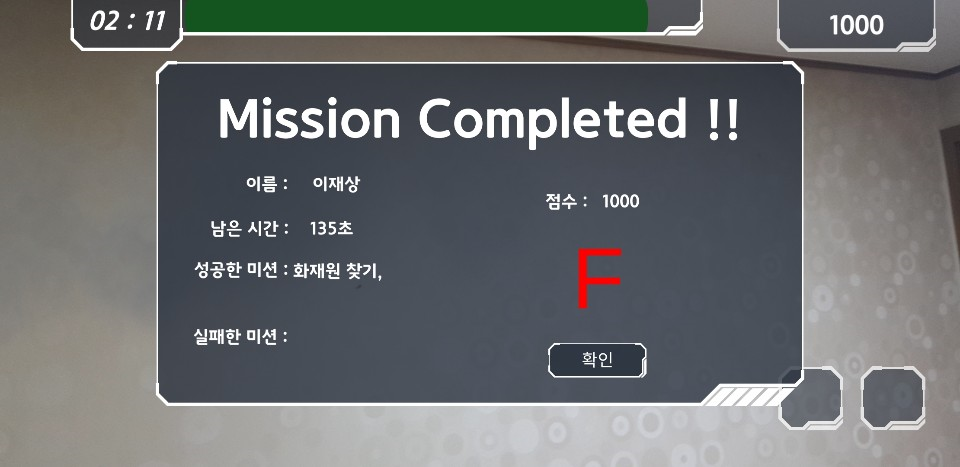 02 : 11
1000
Mission Completed !!
이름 : 이재상
점수 : 1000
남은 시간 : 135초
성공한 미션 : 화재원 찾기,
F
실패한 미션 :
확인